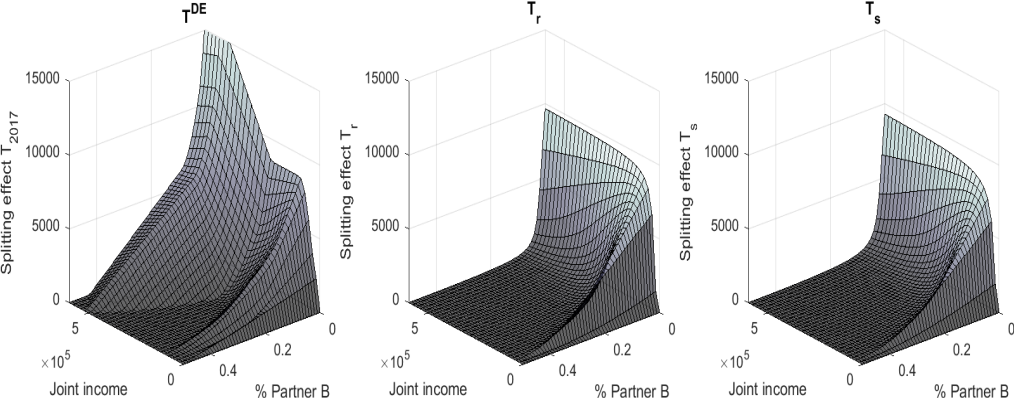 T^DE
15000
10000
5000
0
Splitting effect T_2017
5
×10^5
0
Joint income
0
0.2
0.4
% Partner B
T_r
15000
10000
5000
0
Splitting effect T_r
5
×10^5
0
Joint income
0
0.2
0.4
% Partner B
T_s
15000
10000
5000
0
Splitting effect T_s
5
×10^5
0
Joint income
0
0.2
0.4
% Partner B